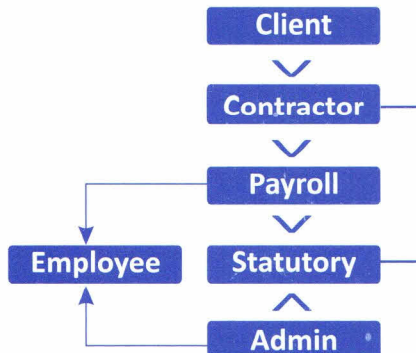 Client
Contractor
Payroll
Employee
Statutory
Admin